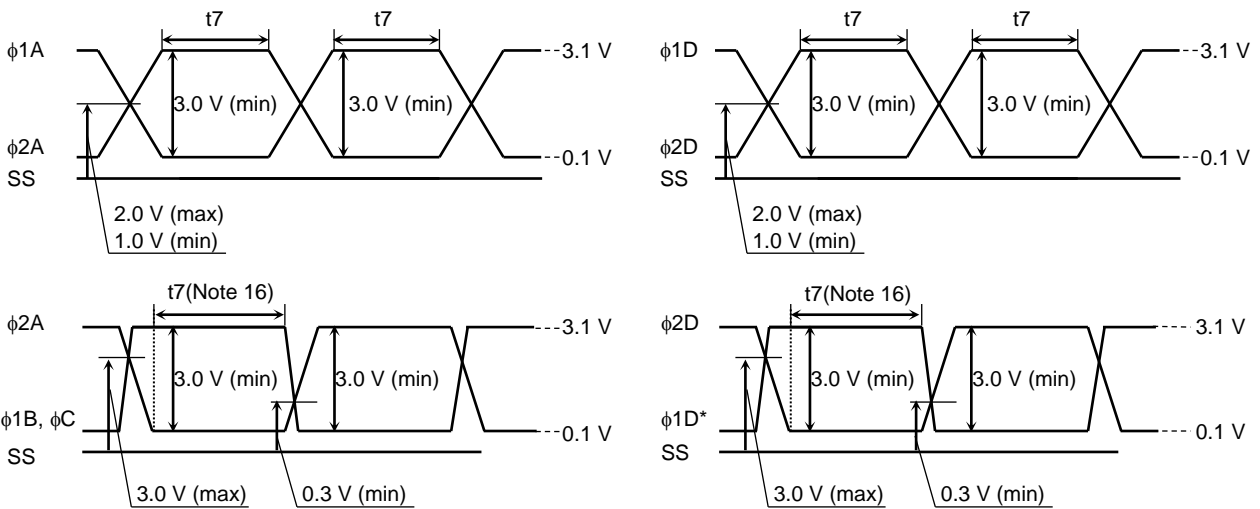 t7 t7
ϕ1A
3.1 V
3.0 V (min) 3.0 V (min)
ϕ2A
0.1 V
SS
2.0 V (max)
1.0 V (min)
t7 t7
ϕ1D
3.1 V
3.0 V (min) 3.0 V (min)
ϕ2D
0.1 V
SS
2.0 V (max)
1.0 V (min)
t7(Note 16)
ϕ2A
3.1 V
3.0 V (min) 3.0 V (min)
ϕ1B, ϕC
0.1 V
SS
3.0 V (max) 0.3 V (min)
t7(Note 16)
ϕ2D
3.1 V
3.0 V (min) 3.0 V (min)
ϕ1D*
0.1 V
SS
3.0 V (max) 0.3 V (min)